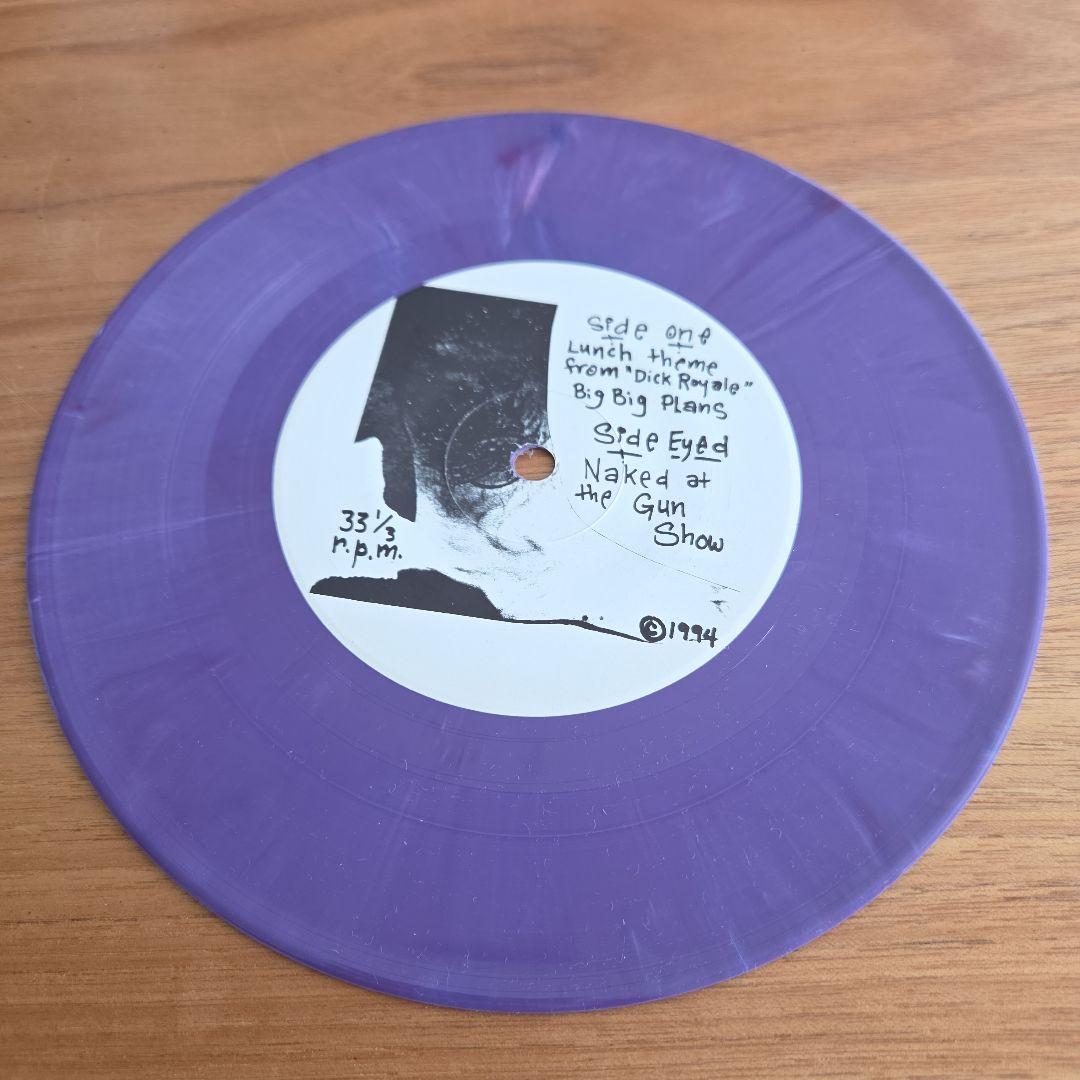 side one
Lunch theme
from "Dick Royale"
Big Big Plans
Side Eyed
Naked at
the Gun
Show
33 1/3
r.p.m.
©1994